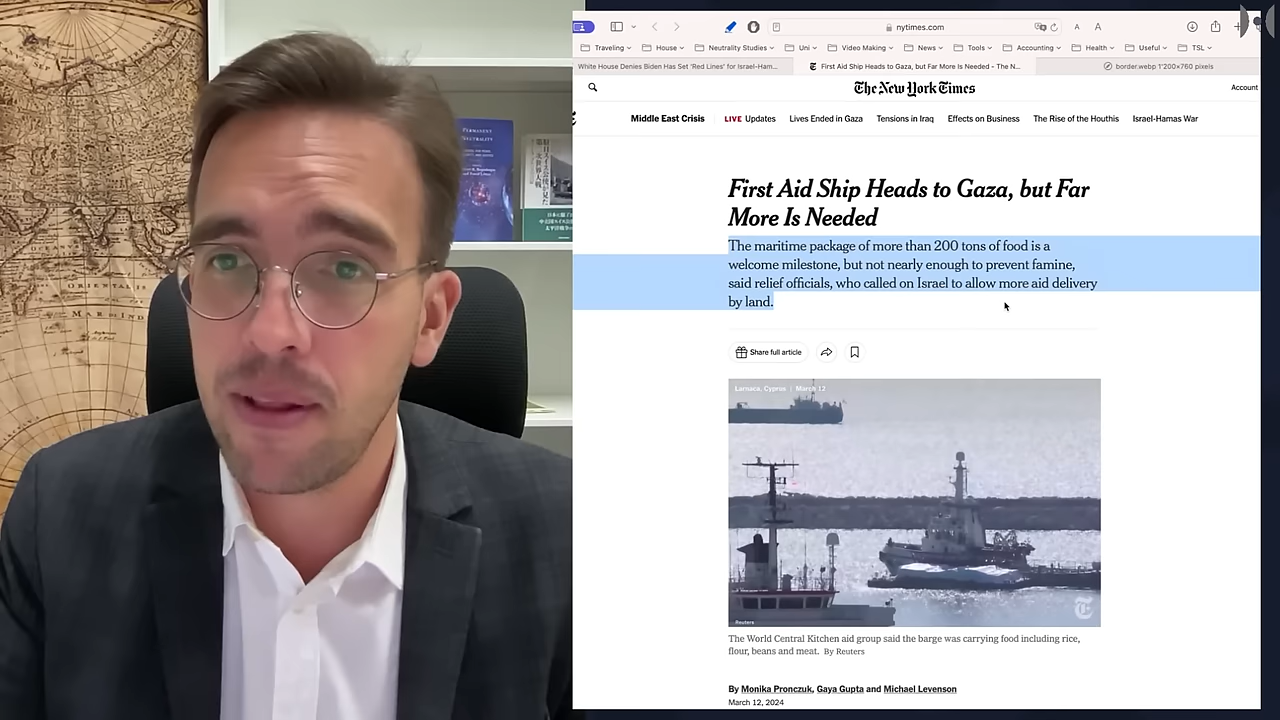 nytimes.com
A
A
Traveling
House
Neutrality Studies
Uni
Video Making
News
Tools
Accounting
Health
Useful
TSL
White House Denies Biden Has Set 'Red Lines' for Israel-Ham...
First Aid Ship Heads to Gaza, but Far More Is Needed - The N...
border.webp 1'200×760 pixels
The New York Times
Account
Middle East Crisis
LIVE Updates
Lives Ended in Gaza
Tensions in Iraq
Effects on Business
The Rise of the Houthis
Israel-Hamas War
First Aid Ship Heads to Gaza, but Far
More Is Needed
The maritime package of more than 200 tons of food is a
welcome milestone, but not nearly enough to prevent famine,
said relief officials, who called on Israel to allow more aid delivery
by land.
Share full article
Larnaca, Cyprus | March 12
Reuters
The World Central Kitchen aid group said the barge was carrying food including rice,
flour, beans and meat. By Reuters
By Monika Pronczuk, Gaya Gupta and Michael Levenson
March 12, 2024
PERMANENT
NEUTRALITY
ORIENTALIS